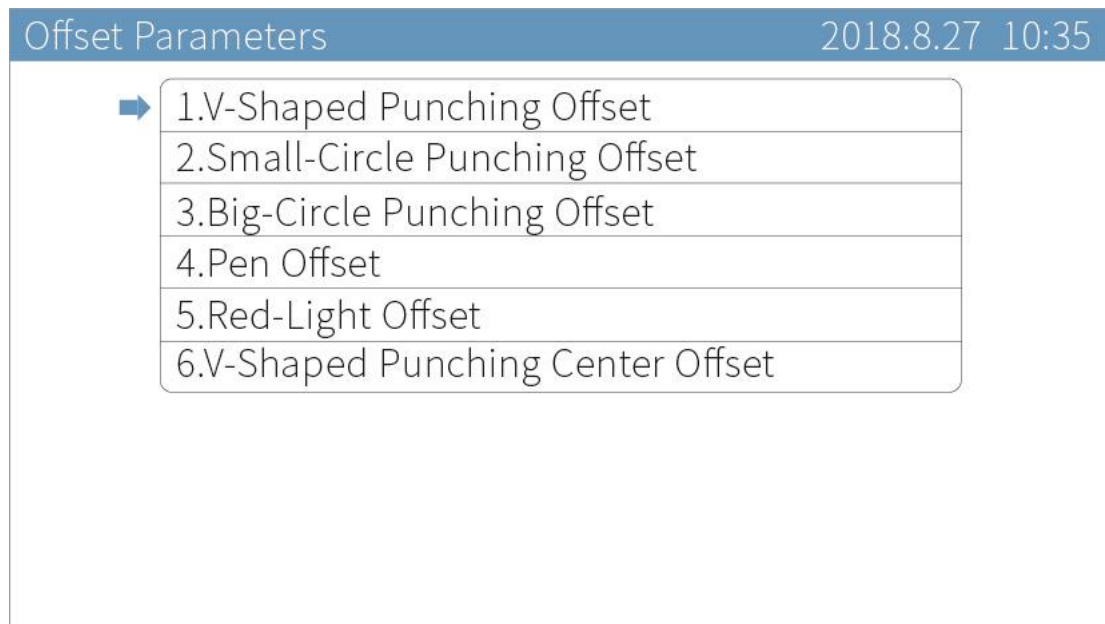 Offset Parameters 2018.8.27 10:35
1.V-Shaped Punching Offset
2.Small-Circle Punching Offset
3.Big-Circle Punching Offset
4.Pen Offset
5.Red-Light Offset
6.V-Shaped Punching Center Offset